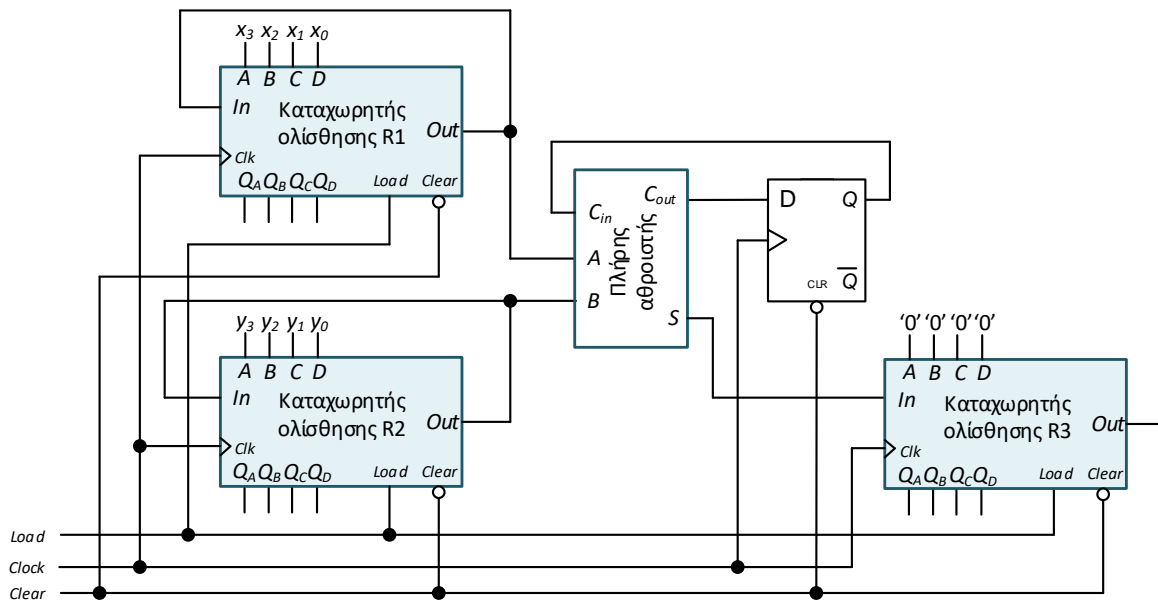 x3 x2 x1 x0
A B C D
In
Καταχωρητής
ολίσθησης R1
Out
Clk
QA QB QC QD
Load
Clear
Cin
Cout
A
B
S
Πλήρης
αθροιστής
D
Q
CLR
Q̅
y3 y2 y1 y0
A B C D
In
Καταχωρητής
ολίσθησης R2
Out
Clk
QA QB QC QD
Load
Clear
‘0’ ‘0’ ‘0’ ‘0’
A B C D
In
Καταχωρητής
ολίσθησης R3
Out
Clk
QA QB QC QD
Load
Clear
Load
Clock
Clear